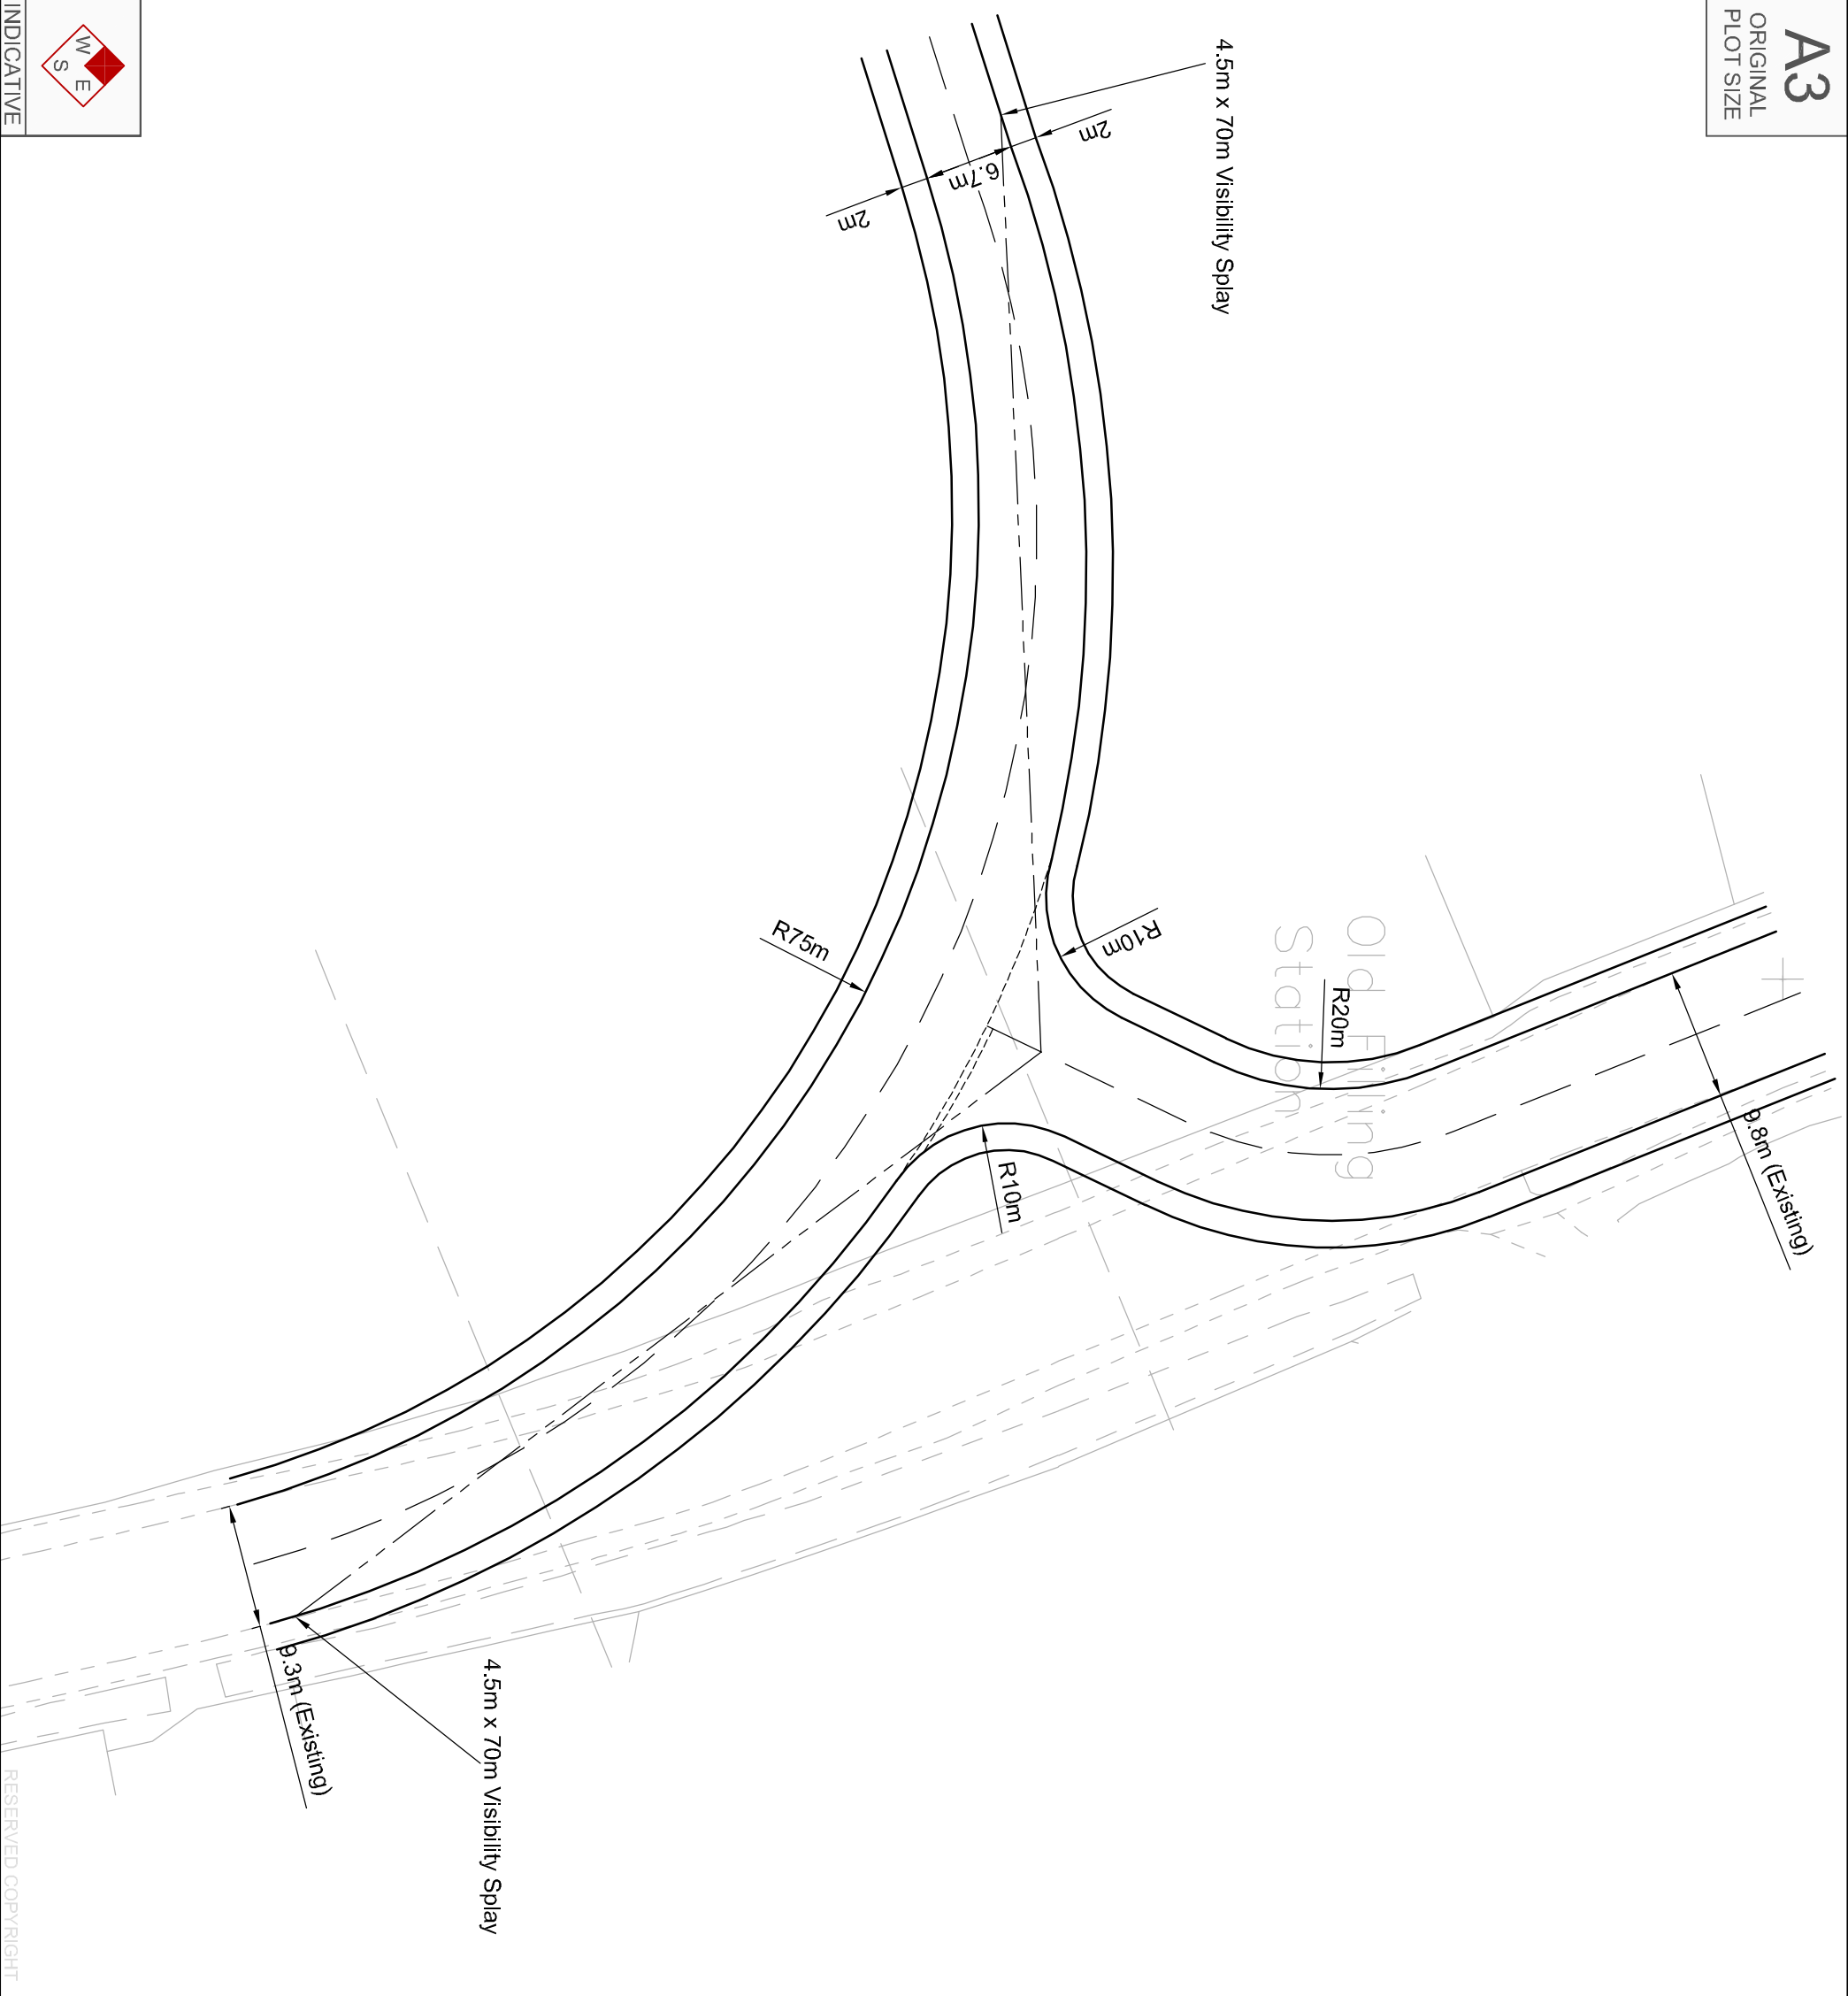 A3
ORIGINAL
PLOT SIZE
4.5m x 70m Visibility Splay
2m
6.7m
2m
W
E
S
INDICATIVE
R75m
R10m
R20m
Old Filling
Station
R10m
9.8m (Existing)
9.3m (Existing)
4.5m x 70m Visibility Splay
RESERVED COPYRIGHT